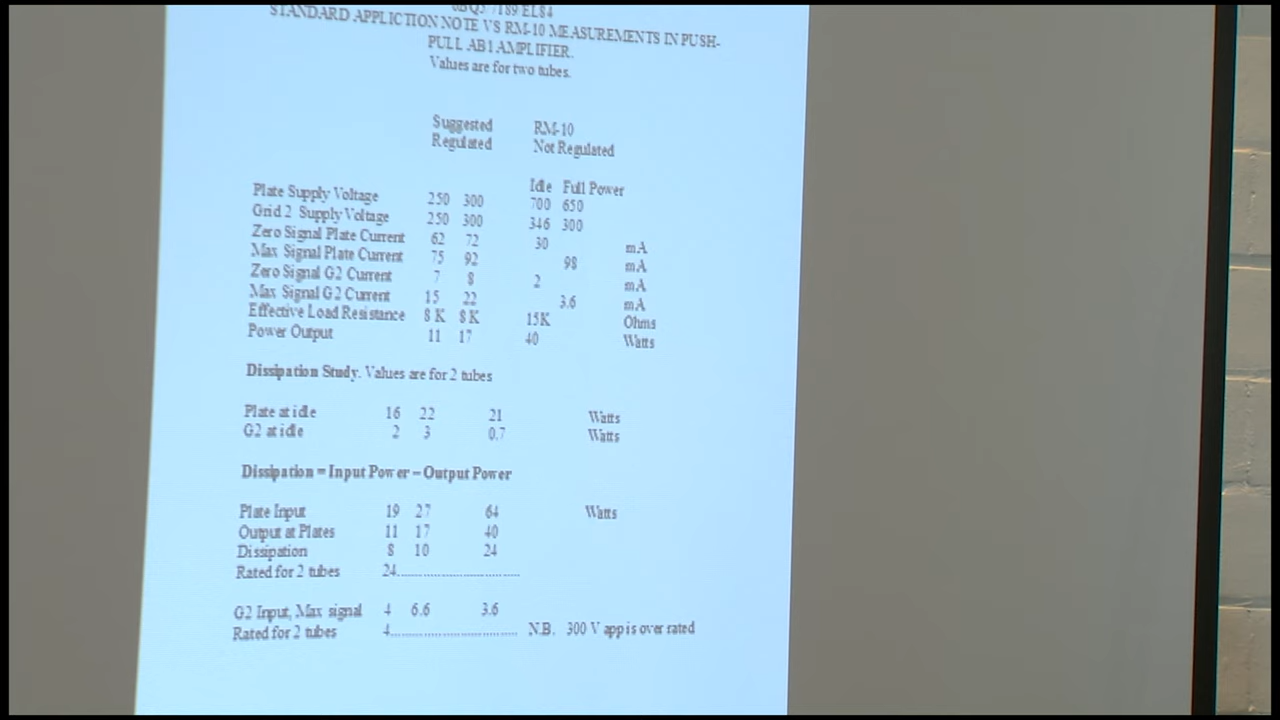 6BQ5 7189 EL84
STANDARD APPLICTION NOTE VS RM-10 MEASUREMENTS IN PUSH-
PULL AB1 AMPLIFIER.
Values are for two tubes.
Suggested RM-10
Regulated Not Regulated
Idle Full Power
Plate Supply Voltage 250 300 700 650
Grid 2 Supply Voltage 250 300 346 300
Zero Signal Plate Current 62 72 30 mA
Max Signal Plate Current 75 92 98 mA
Zero Signal G2 Current 7 8 2 mA
Max Signal G2 Current 15 22 3.6 mA
Effective Load Resistance 8 K 8 K 15K Ohms
Power Output 11 17 40 Watts
Dissipation Study. Values are for 2 tubes
Plate at idle 16 22 21 Watts
G2 at idle 2 3 0.7 Watts
Dissipation = Input Power – Output Power
Plate Input 19 27 64 Watts
Output at Plates 11 17 40
Dissipation 8 10 24
Rated for 2 tubes 24....................................
G2 Input, Max signal 4 6.6 3.6
Rated for 2 tubes 4..................................... N.B. 300 V app is over rated